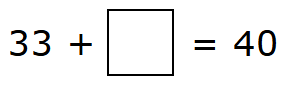 33 + □ = 40